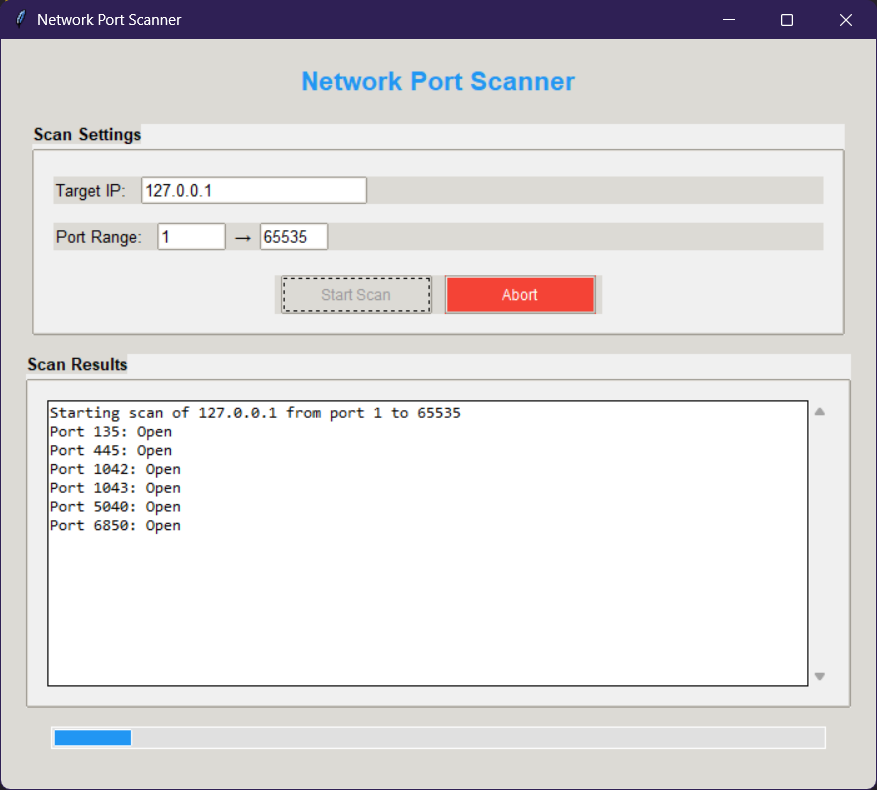 Network Port Scanner
Network Port Scanner
Scan Settings
Target IP: 127.0.0.1
Port Range: 1 → 65535
Start Scan Abort
Scan Results
Starting scan of 127.0.0.1 from port 1 to 65535
Port 135: Open
Port 445: Open
Port 1042: Open
Port 1043: Open
Port 5040: Open
Port 6850: Open